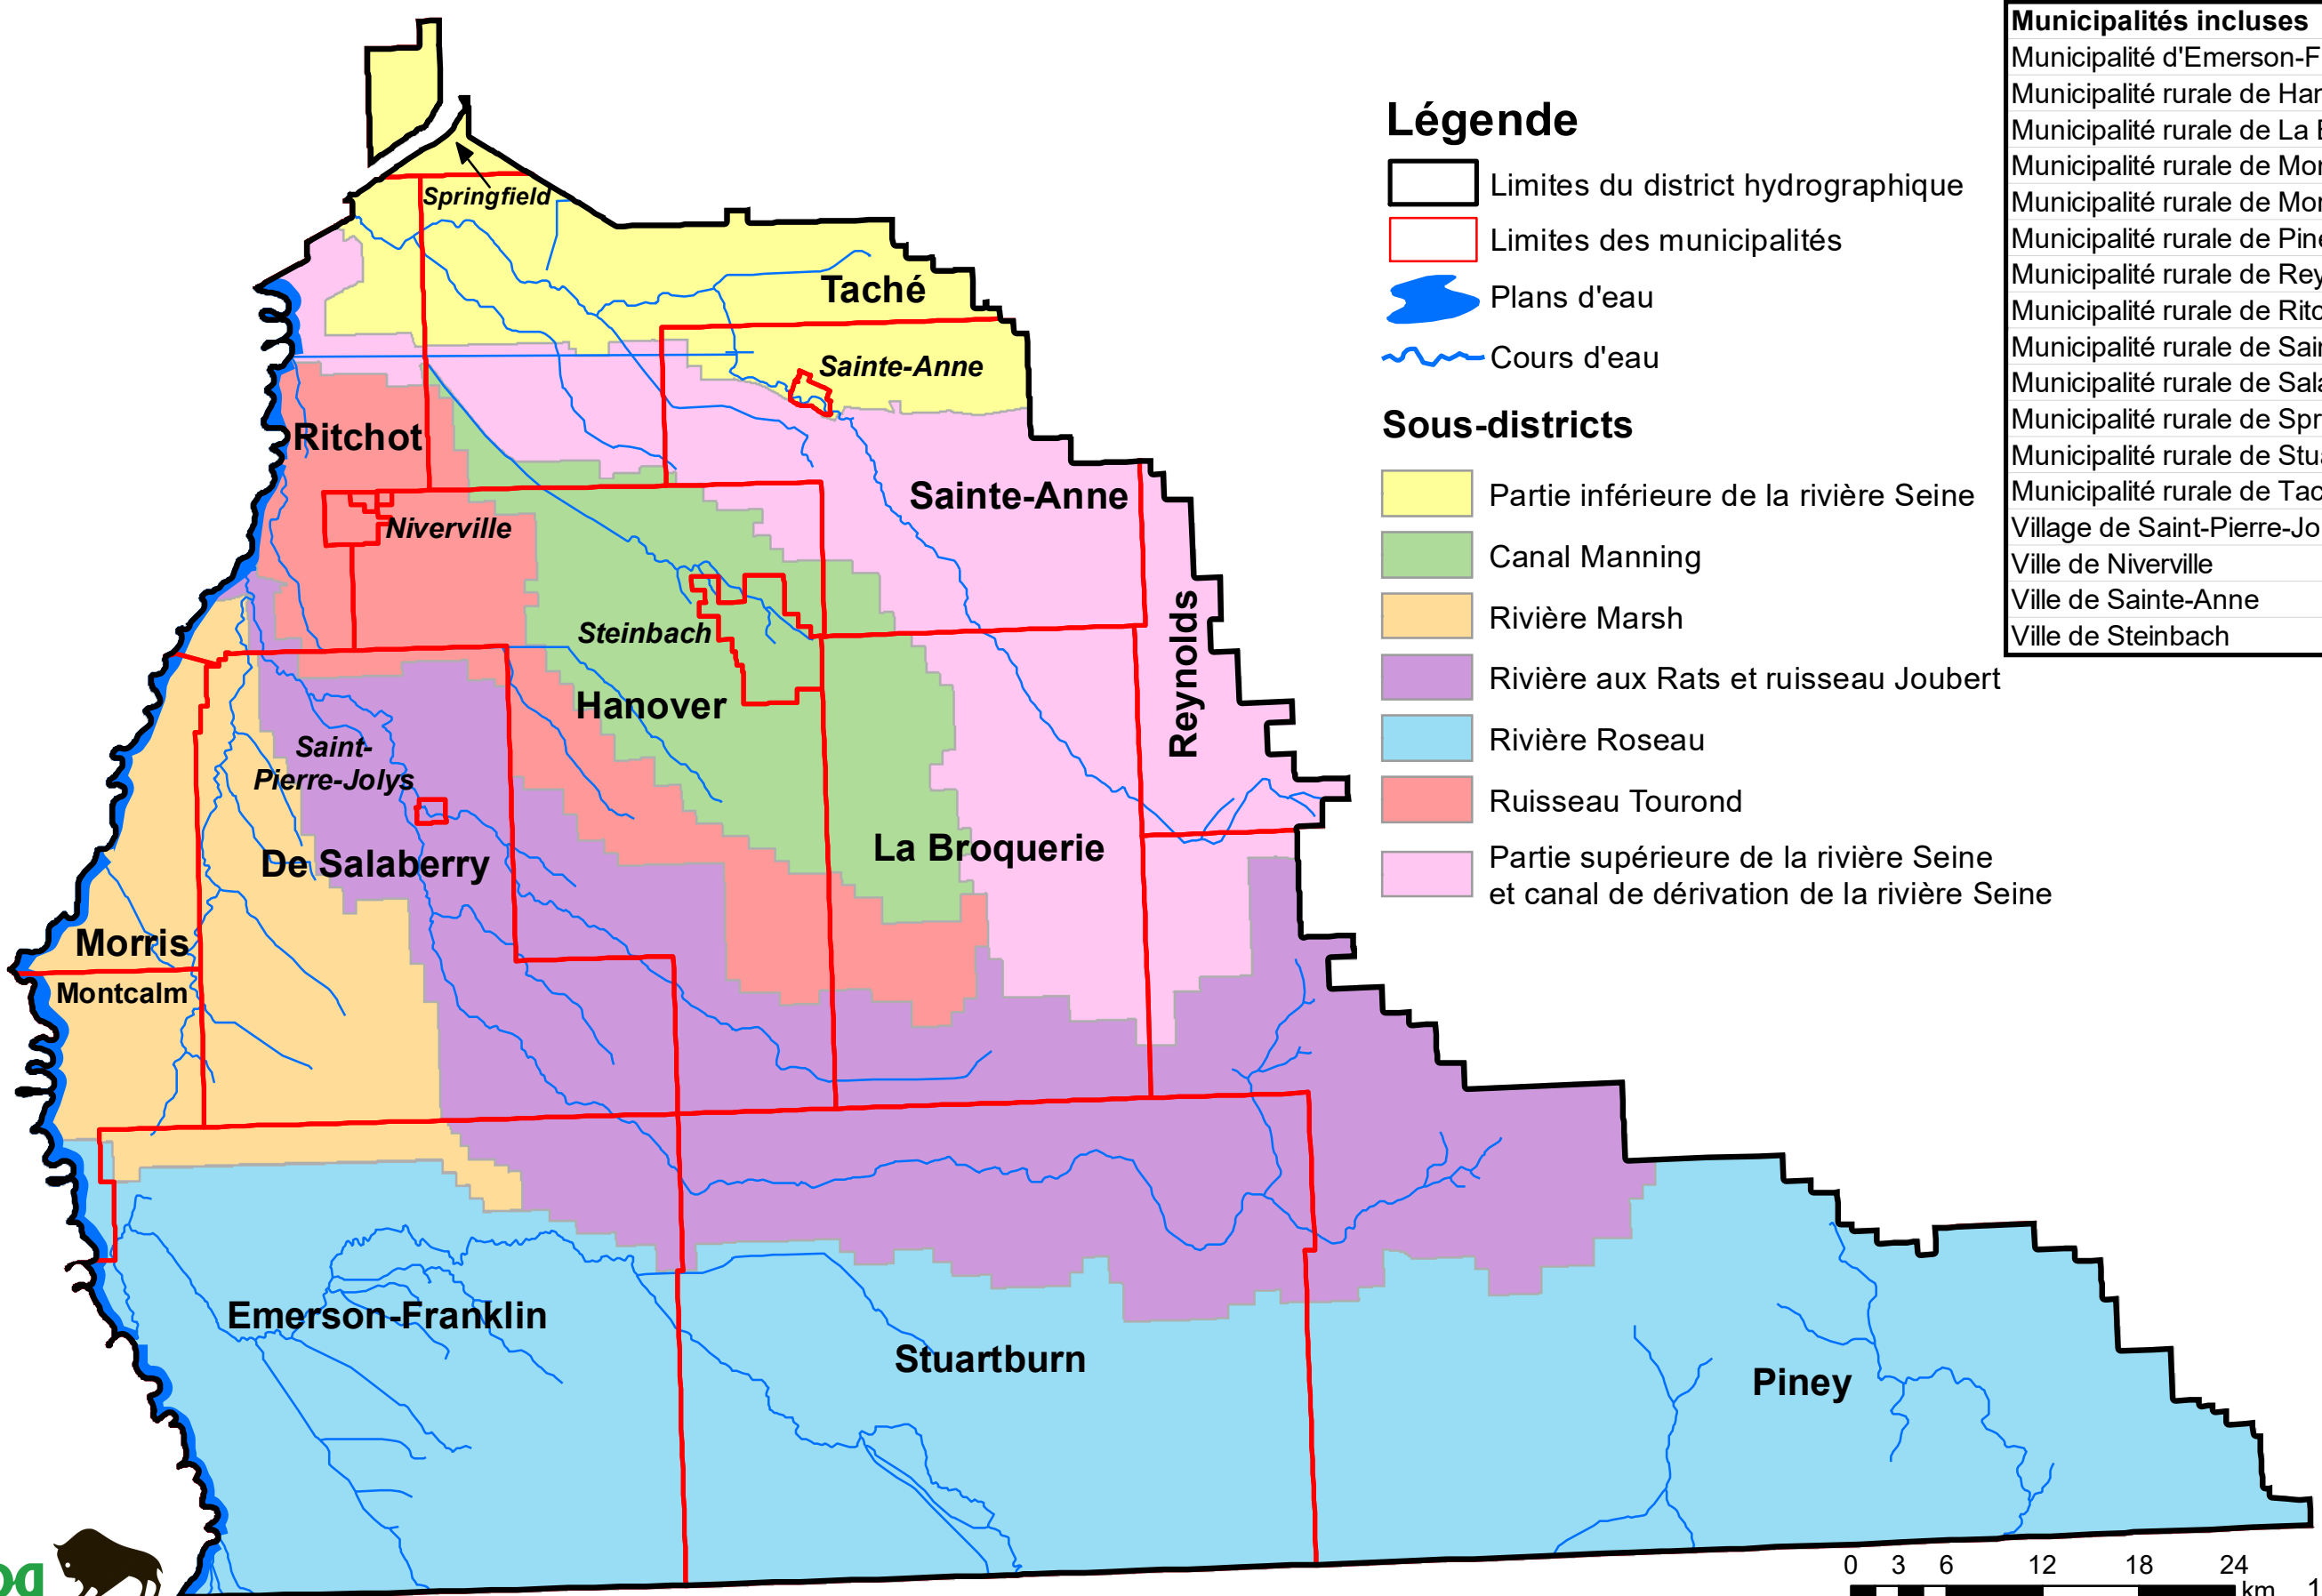 Springfield
Taché
Sainte-Anne
Ritchot
Sainte-Anne
Niverville
Steinbach
Reynolds
Hanover
Saint-
Pierre-Jolys
La Broquerie
De Salaberry
Morris
Montcalm
Emerson-Franklin
Stuartburn
Piney
Légende
Limites du district hydrographique
Limites des municipalités
Plans d'eau
Cours d'eau
Sous-districts
Partie inférieure de la rivière Seine
Canal Manning
Rivière Marsh
Rivière aux Rats et ruisseau Joubert
Rivière Roseau
Ruisseau Tourond
Partie supérieure de la rivière Seine
et canal de dérivation de la rivière Seine
Municipalités incluses
Municipalité d'Emerson-F
Municipalité rurale de Har
Municipalité rurale de La
Municipalité rurale de Mor
Municipalité rurale de Mor
Municipalité rurale de Pine
Municipalité rurale de Rey
Municipalité rurale de Ritc
Municipalité rurale de Sain
Municipalité rurale de Sala
Municipalité rurale de Spr
Municipalité rurale de Stua
Municipalité rurale de Tac
Village de Saint-Pierre-Jo
Ville de Niverville
Ville de Sainte-Anne
Ville de Steinbach
0 3 6 12 18 24
km